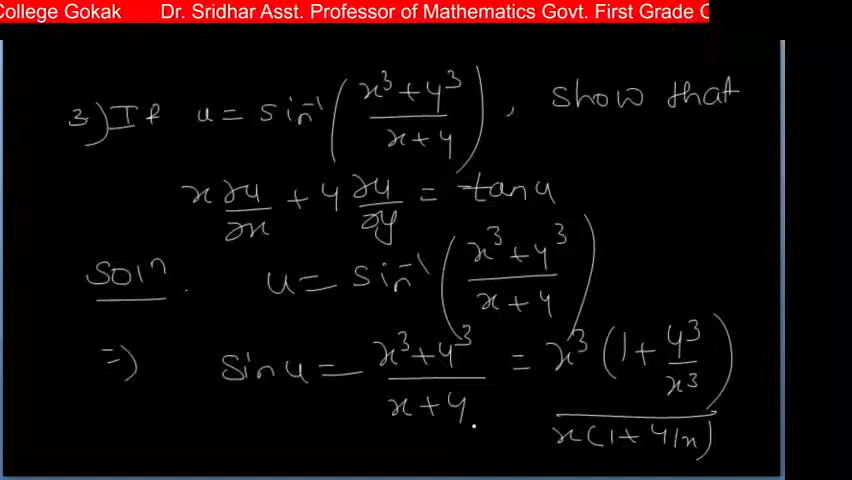 College Gokak Dr. Sridhar Asst. Professor of Mathematics Govt. First Grade C
3) If u = sin⁻¹ ( (x³ + y³) / (x + y) ), show that
x ∂u/∂x + y ∂u/∂y = tan u
Soln. u = sin⁻¹ ( (x³ + y³) / (x + y) )
⇒ sin u = (x³ + y³) / (x + y) = x³ (1 + y³/x³) / x(1 + y/x)